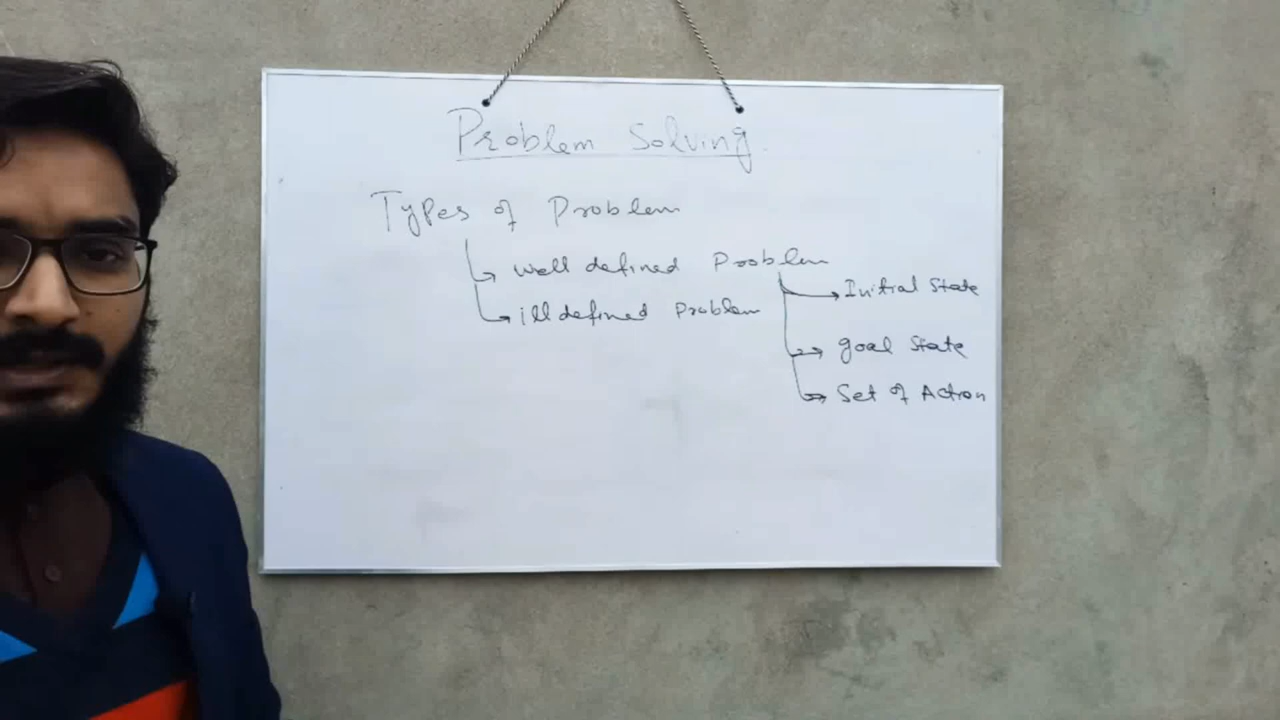 Problem Solving
Types of Problem
well defined Problem
ill defined Problem
Initial State
goal State
Set of Action